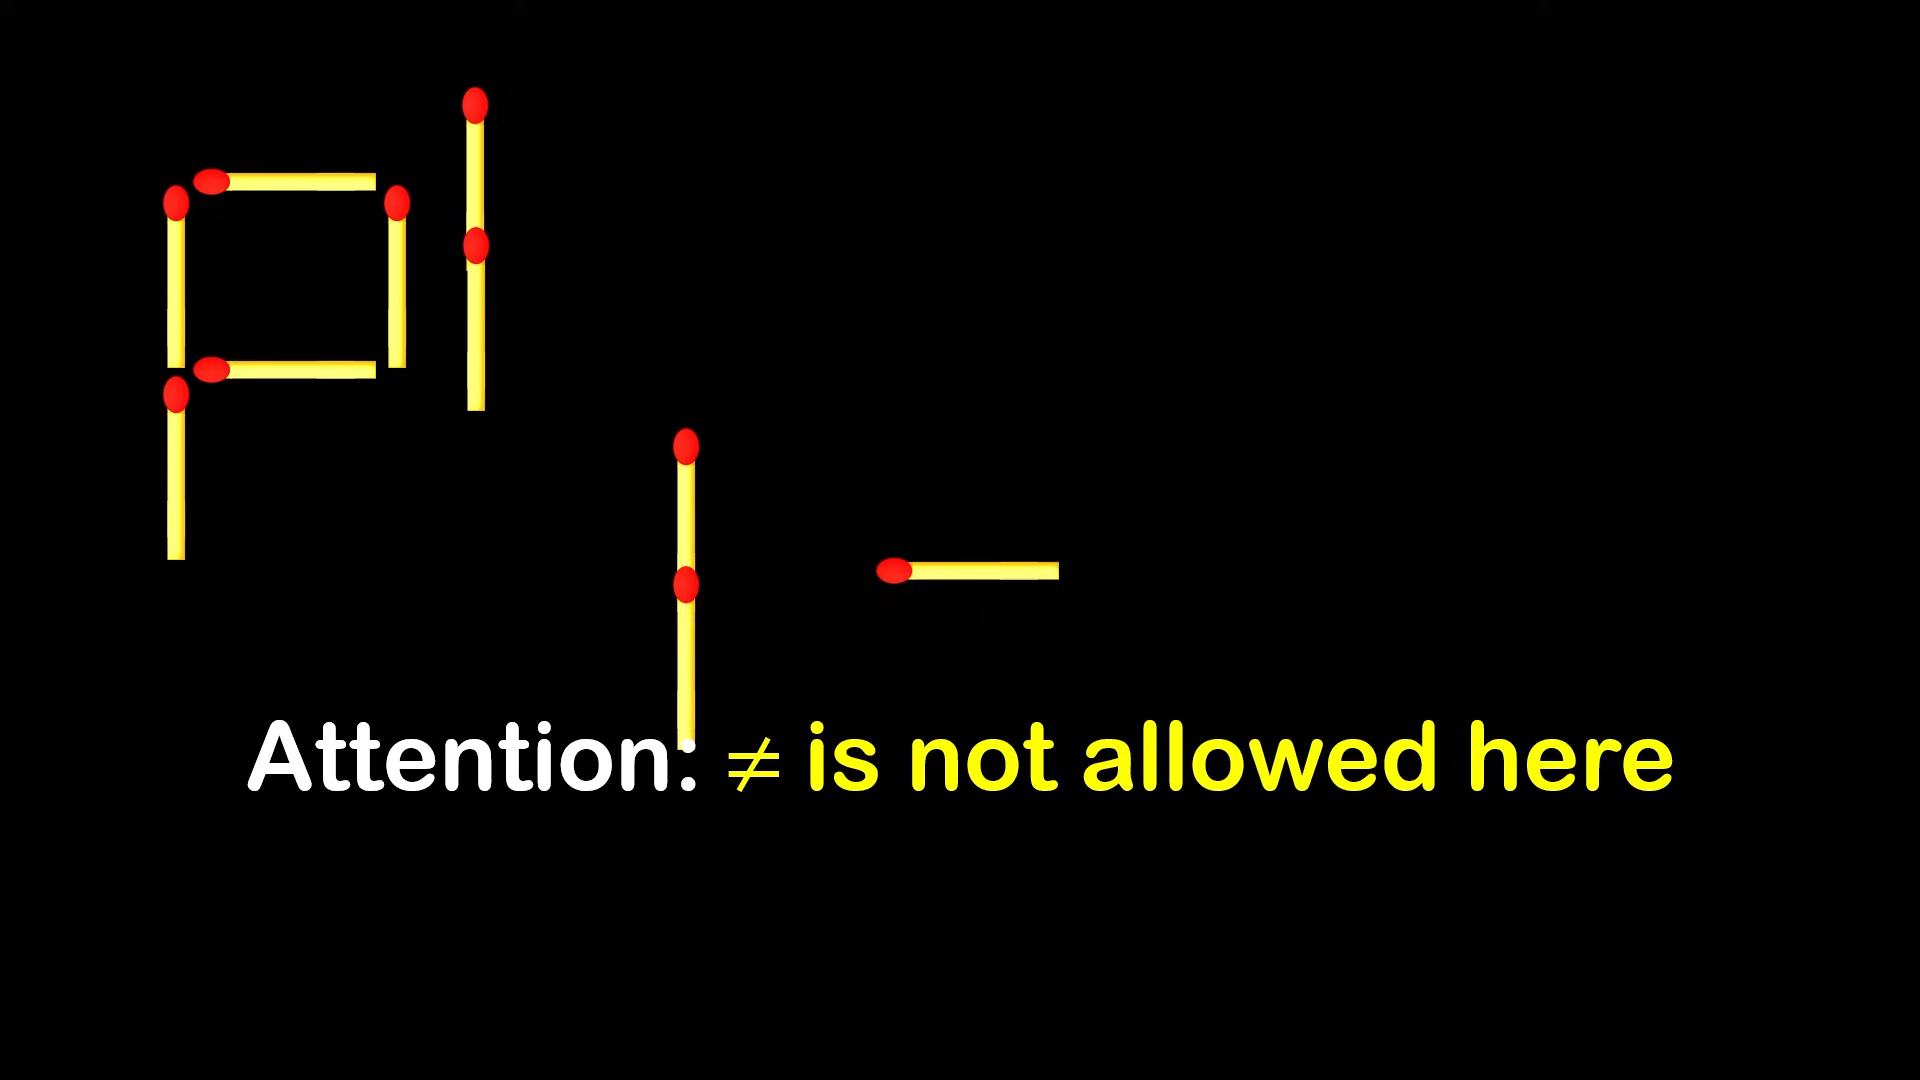 Attention: ≠ is not allowed here